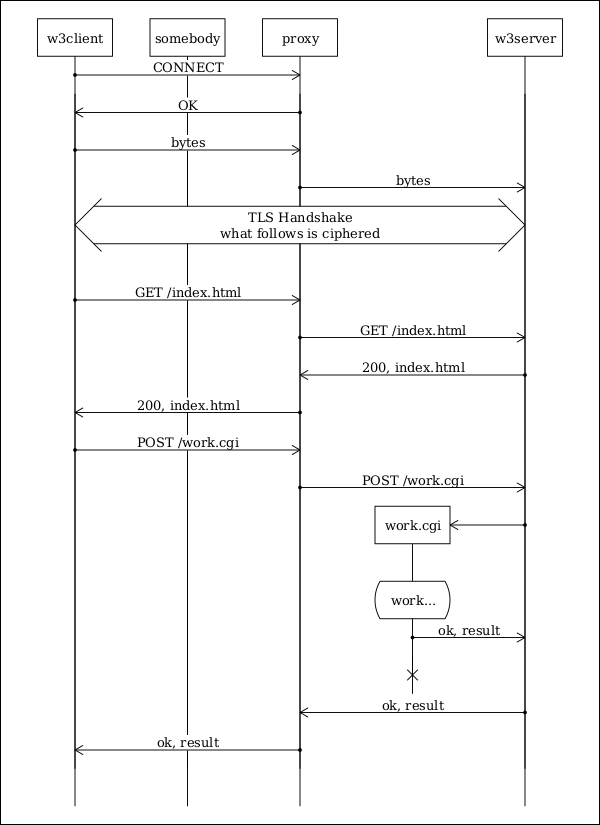 w3client somebody proxy w3server
CONNECT
OK
bytes
bytes
TLS Handshake
what follows is ciphered
GET /index.html
GET /index.html
200, index.html
200, index.html
POST /work.cgi
POST /work.cgi
work.cgi
work...
ok, result
ok, result
ok, result